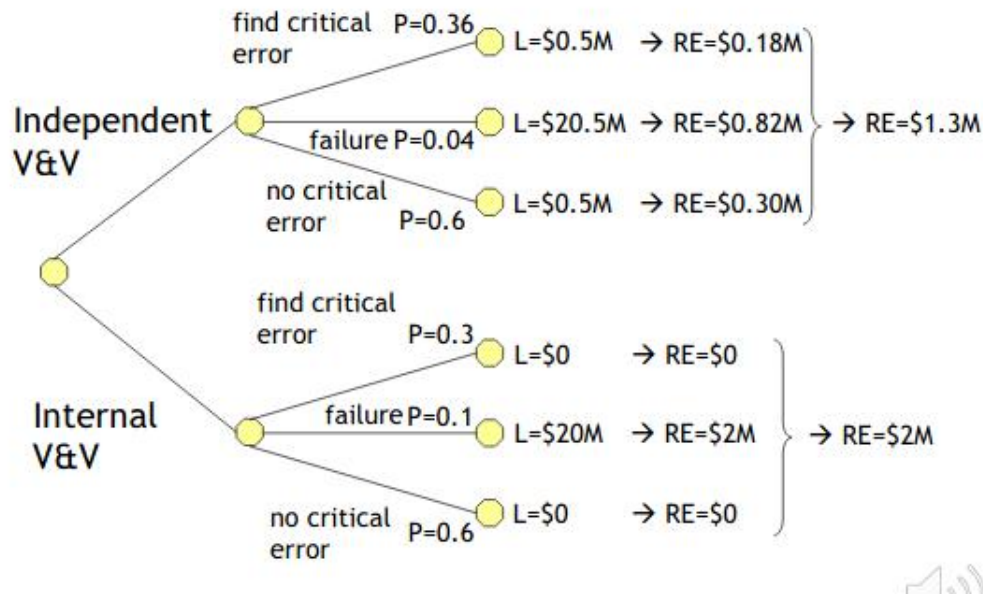 find critical P=0.36
error
L=$0.5M → RE=$0.18M
Independent
V&V
failure P=0.04
L=$20.5M → RE=$0.82M → RE=$1.3M
no critical
error
P=0.6
L=$0.5M → RE=$0.30M
find critical
error
P=0.3
L=$0 → RE=$0
Internal
V&V
failure P=0.1
L=$20M → RE=$2M → RE=$2M
no critical
error
P=0.6
L=$0 → RE=$0